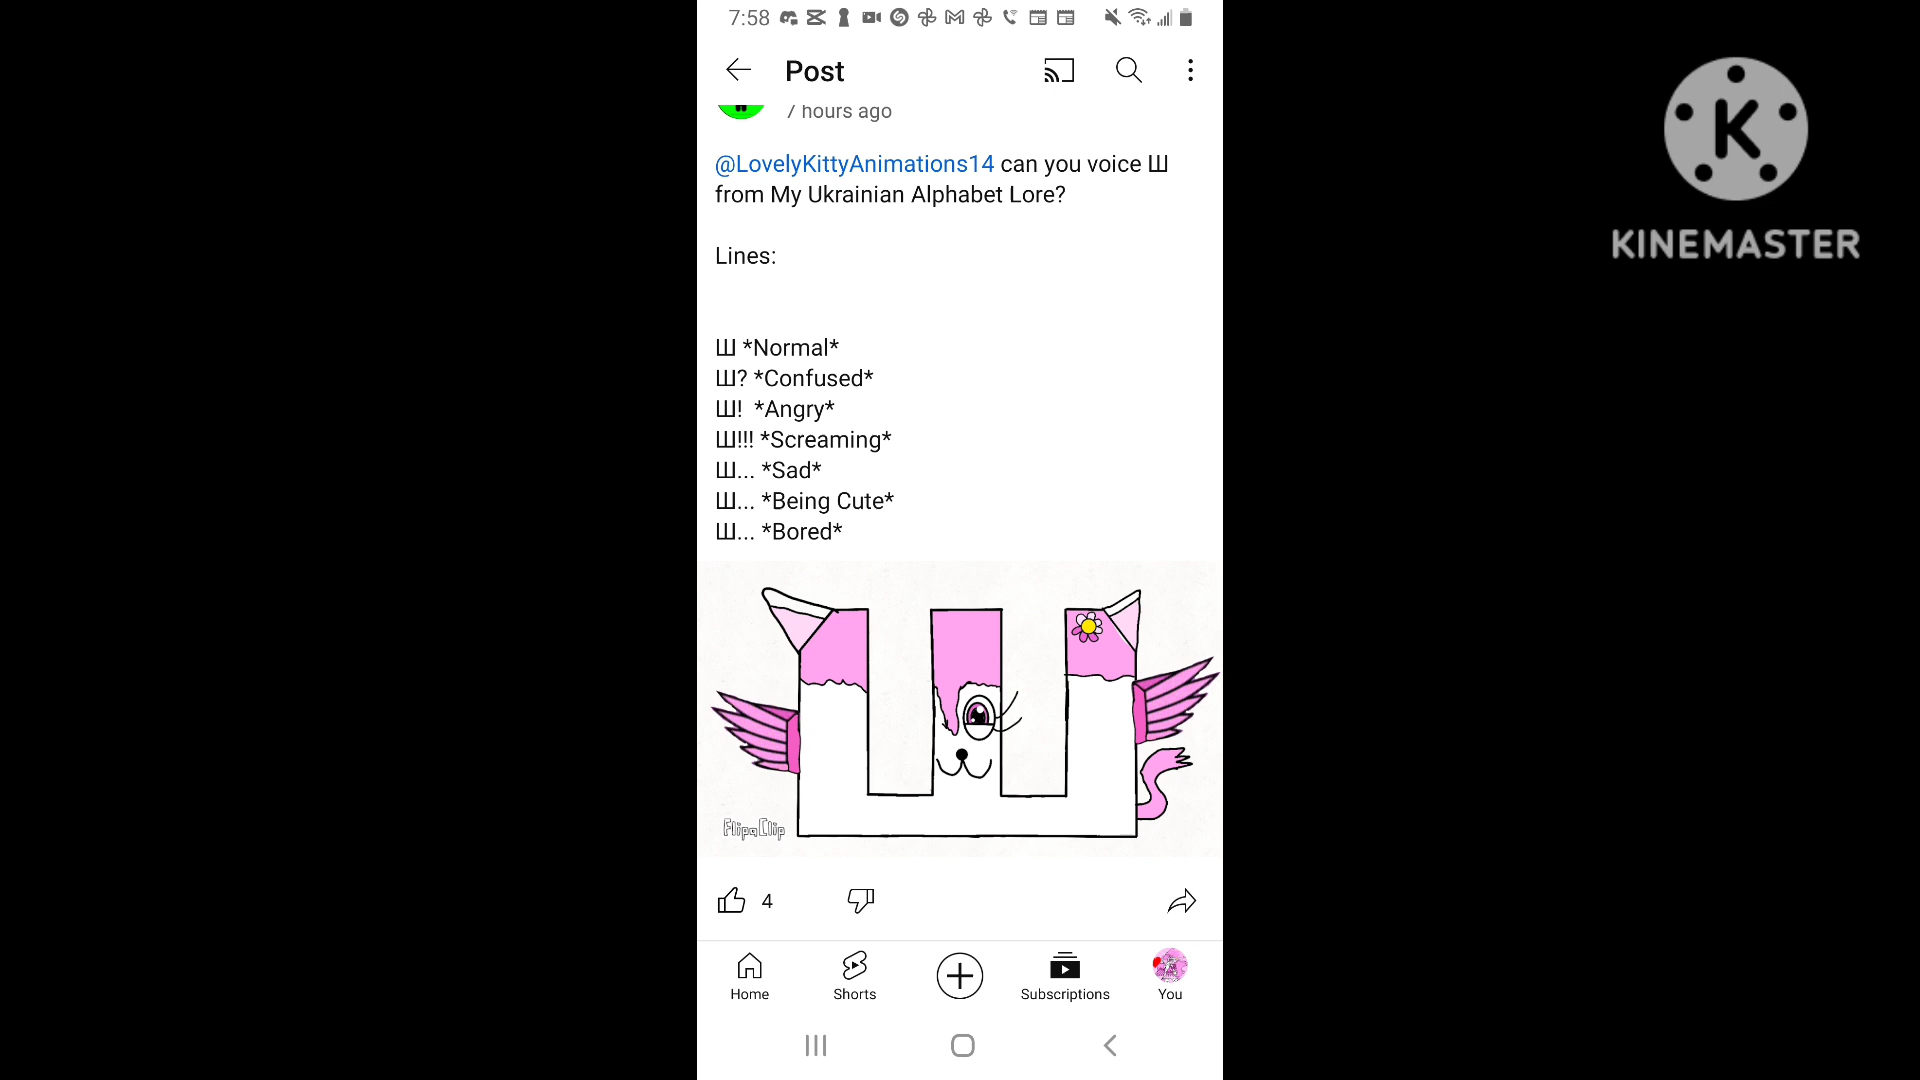 7:58
Post
7 hours ago
@LovelyKittyAnimations14 can you voice Ш
from My Ukrainian Alphabet Lore?
Lines:
Ш *Normal*
Ш? *Confused*
Ш!  *Angry*
Ш!!! *Screaming*
Ш... *Sad*
Ш... *Being Cute*
Ш... *Bored*
FlipaClip
4
Home
Shorts
Subscriptions
You
K
KINEMASTER